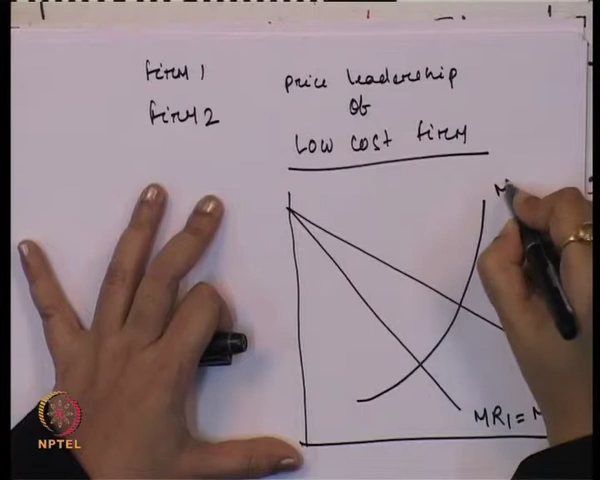 Firm 1
Firm 2
Price leadership
Of
Low cost firm
M
MR₁ = M
NPTEL